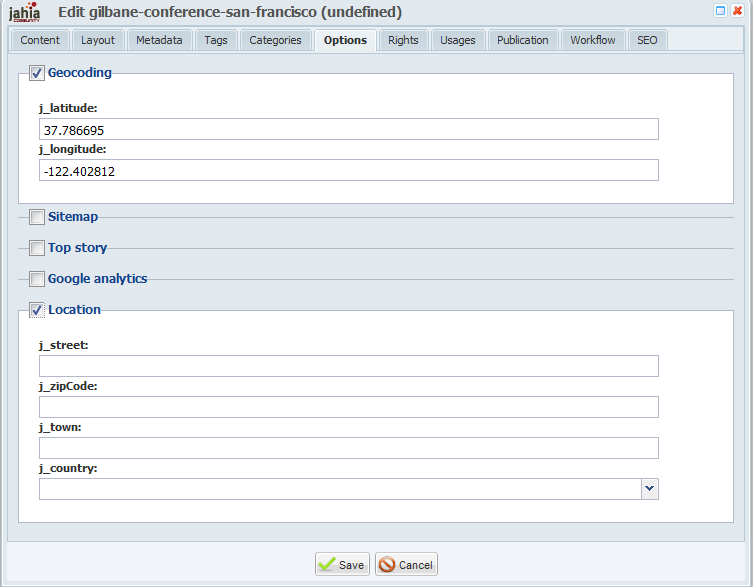 jahia Edit gilbane-conference-san-francisco (undefined)
COMMUNITY
Content Layout Metadata Tags Categories Options Rights Usages Publication Workflow SEO
Geocoding
j_latitude:
37.786695
j_longitude:
-122.402812
Sitemap
Top story
Google analytics
Location
j_street:
j_zipCode:
j_town:
j_country:
Save Cancel